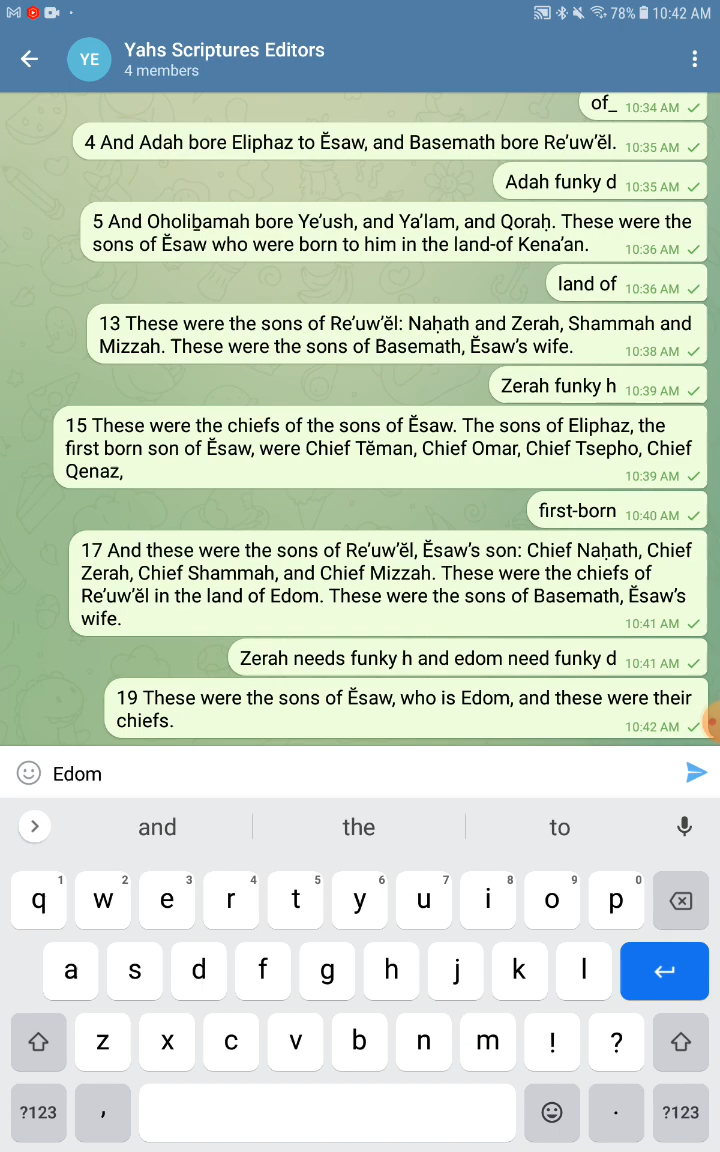 78% 10:42 AM
YE
Yahs Scriptures Editors
4 members
of_ 10:34 AM
4 And Adah bore Eliphaz to Ĕsaw, and Basemath bore Re’uw’ĕl. 10:35 AM
Adah funky d 10:35 AM
5 And Oholiḇamah bore Ye’ush, and Ya’lam, and Qoraḥ. These were the
sons of Ĕsaw who were born to him in the land-of Kena’an. 10:36 AM
land of 10:36 AM
13 These were the sons of Re’uw’ĕl: Naḥath and Zerah, Shammah and
Mizzah. These were the sons of Basemath, Ĕsaw’s wife. 10:38 AM
Zerah funky h 10:39 AM
15 These were the chiefs of the sons of Ĕsaw. The sons of Eliphaz, the
first born son of Ĕsaw, were Chief Tĕman, Chief Omar, Chief Tsepho, Chief
Qenaz, 10:39 AM
first-born 10:40 AM
17 And these were the sons of Re’uw’ĕl, Ĕsaw’s son: Chief Naḥath, Chief
Zerah, Chief Shammah, and Chief Mizzah. These were the chiefs of
Re’uw’ĕl in the land of Edom. These were the sons of Basemath, Ĕsaw’s
wife. 10:41 AM
Zerah needs funky h and edom need funky d 10:41 AM
19 These were the sons of Ĕsaw, who is Edom, and these were their
chiefs. 10:42 AM
Edom
and the to
q 1 w 2 e 3 r 4 t 5 y 6 u 7 i 8 o 9 p 0
a s d f g h j k l
z x c v b n m ! ?
?123 , . ?123